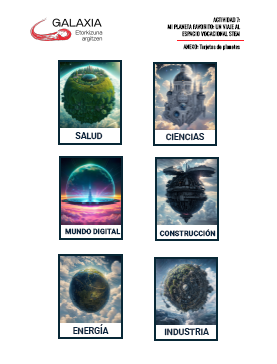 GALAXIA
Etorkizuna
argitzen
ACTIVIDAD 7:
MI PLANETA FAVORITO: UN VIAJE AL
ESPACIO VOCACIONAL STEM
ANEXO: Tarjetas de planetas
SALUD
CIENCIAS
MUNDO DIGITAL
CONSTRUCCIÓN
ENERGÍA
INDUSTRIA